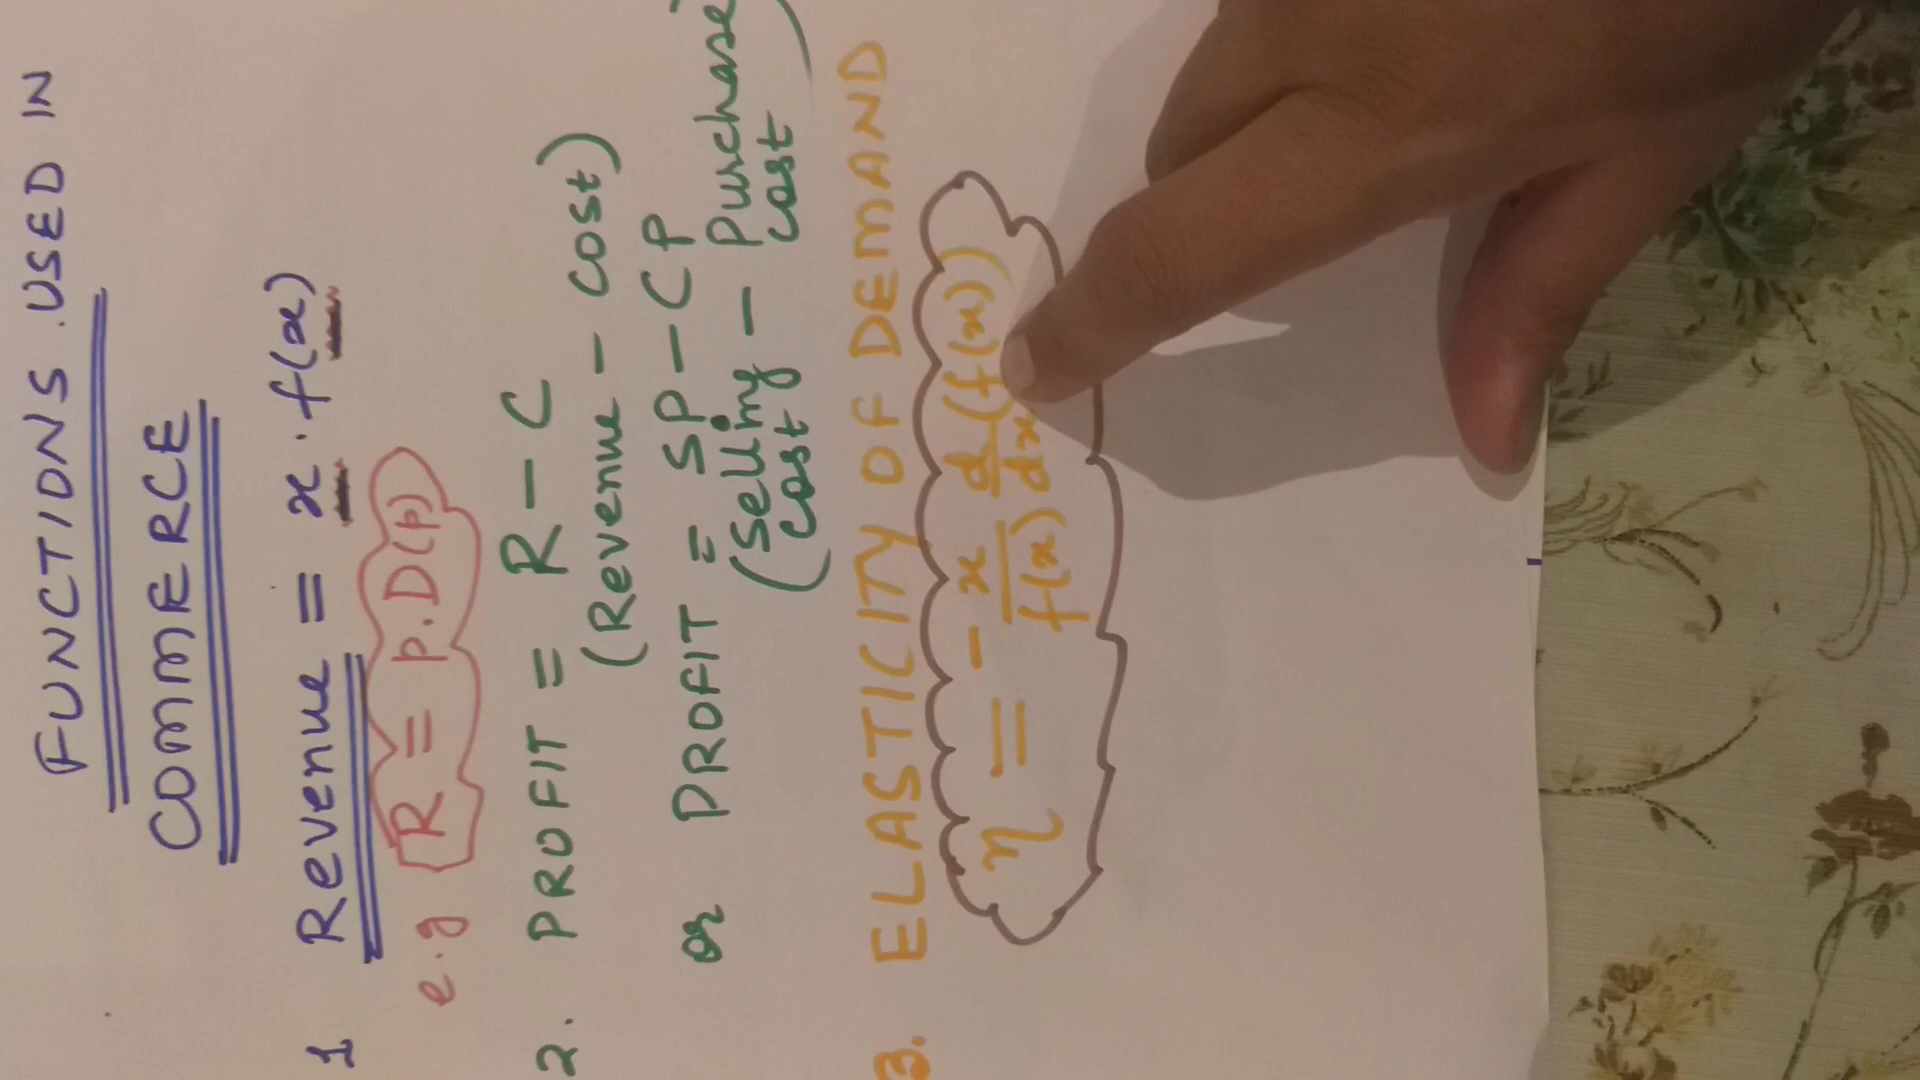 FUNCTIONS USED IN
COMMERCE
1 Revenue = x . f(x)
e.g R = p. D(p)
2. PROFIT = R - C
(Revenue - cost)
or PROFIT = SP - CP
(Selling - Purchase)
cost cost
3. ELASTICITY OF DEMAND
η = - x/f(x) d/dx (f(x))